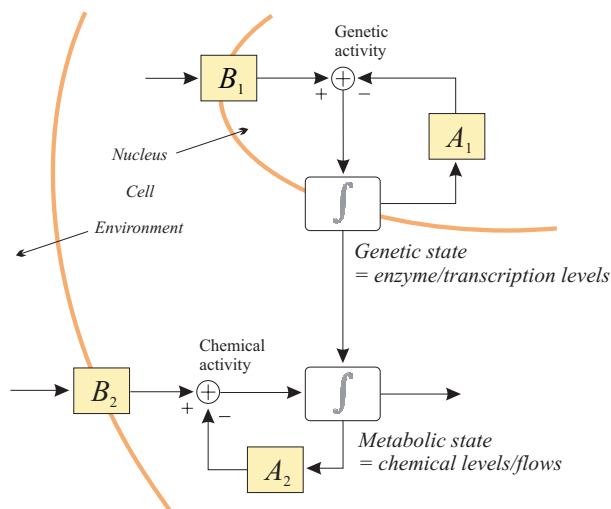 Genetic
activity
B₁
+
−
A₁
Nucleus
Cell
Environment
∫
Genetic state
= enzyme/transcription levels
Chemical
activity
B₂
+
−
∫
A₂
Metabolic state
= chemical levels/flows